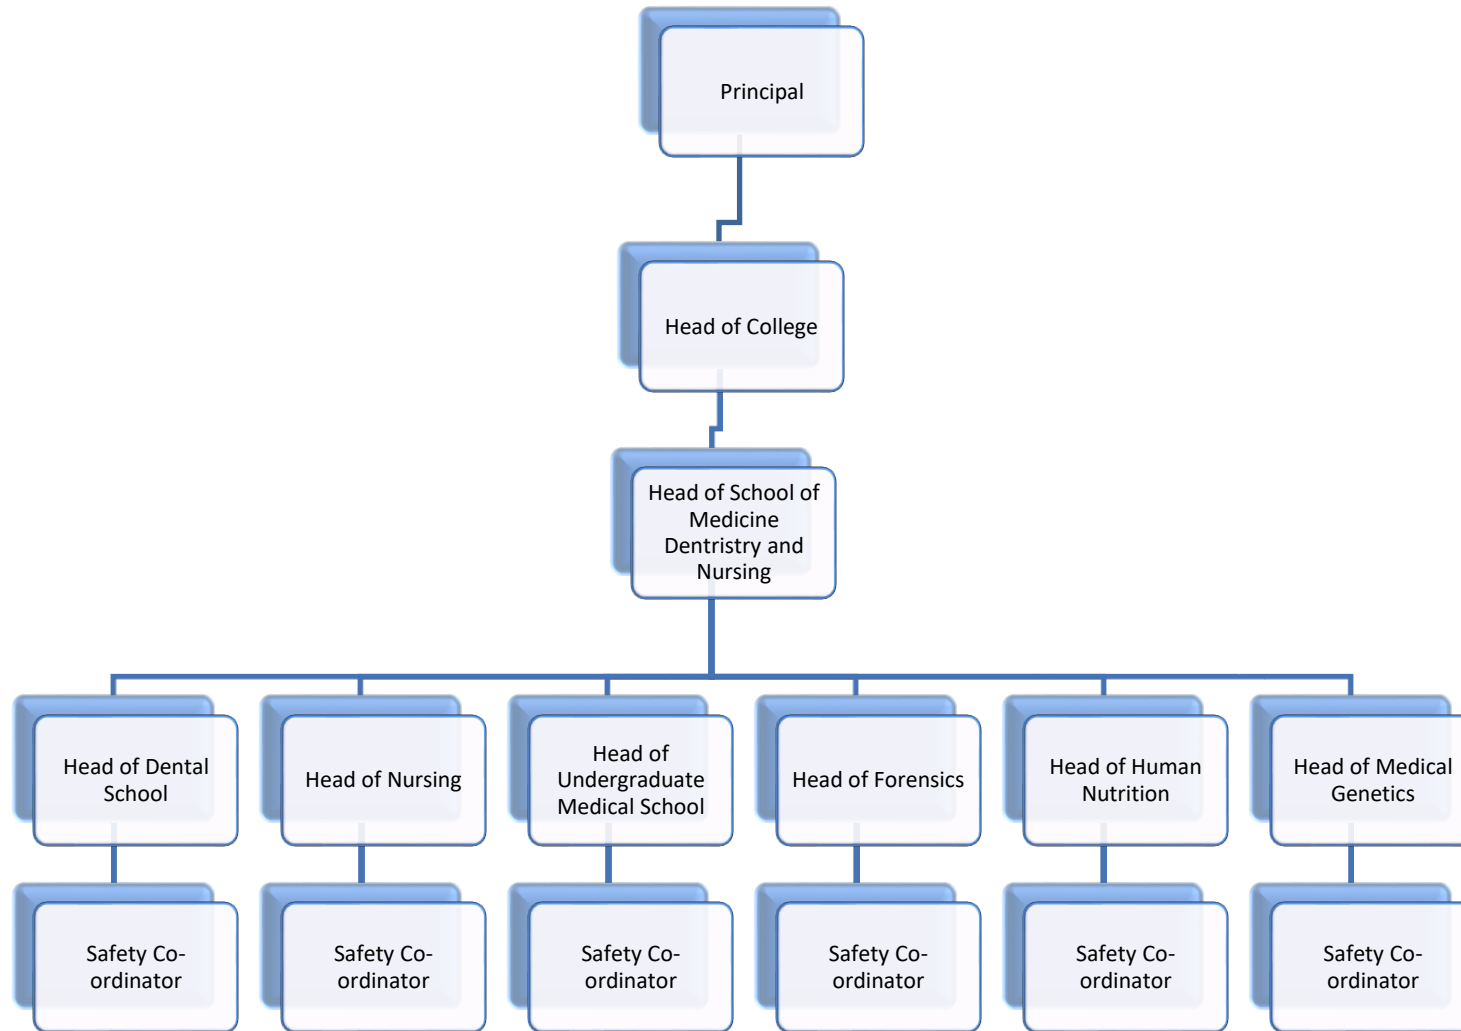 Principal
Head of College
Head of School of
Medicine
Dentristry and
Nursing
Head of Dental
School
Head of Nursing
Head of
Undergraduate
Medical School
Head of Forensics
Head of Human
Nutrition
Head of Medical
Genetics
Safety Co-
ordinator
Safety Co-
ordinator
Safety Co-
ordinator
Safety Co-
ordinator
Safety Co-
ordinator
Safety Co-
ordinator